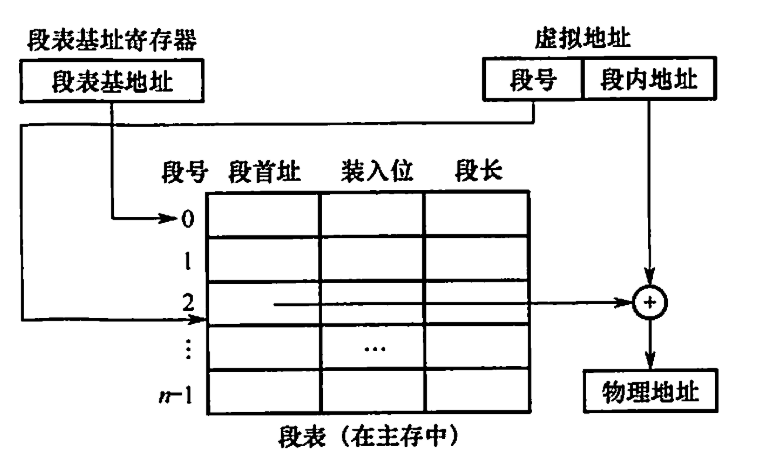 段表基址寄存器
虚拟地址
段表基地址
段号 段内地址
段号 段首址 装入位 段长
0
1
2
⋮ …
n-1
物理地址
段表（在主存中）